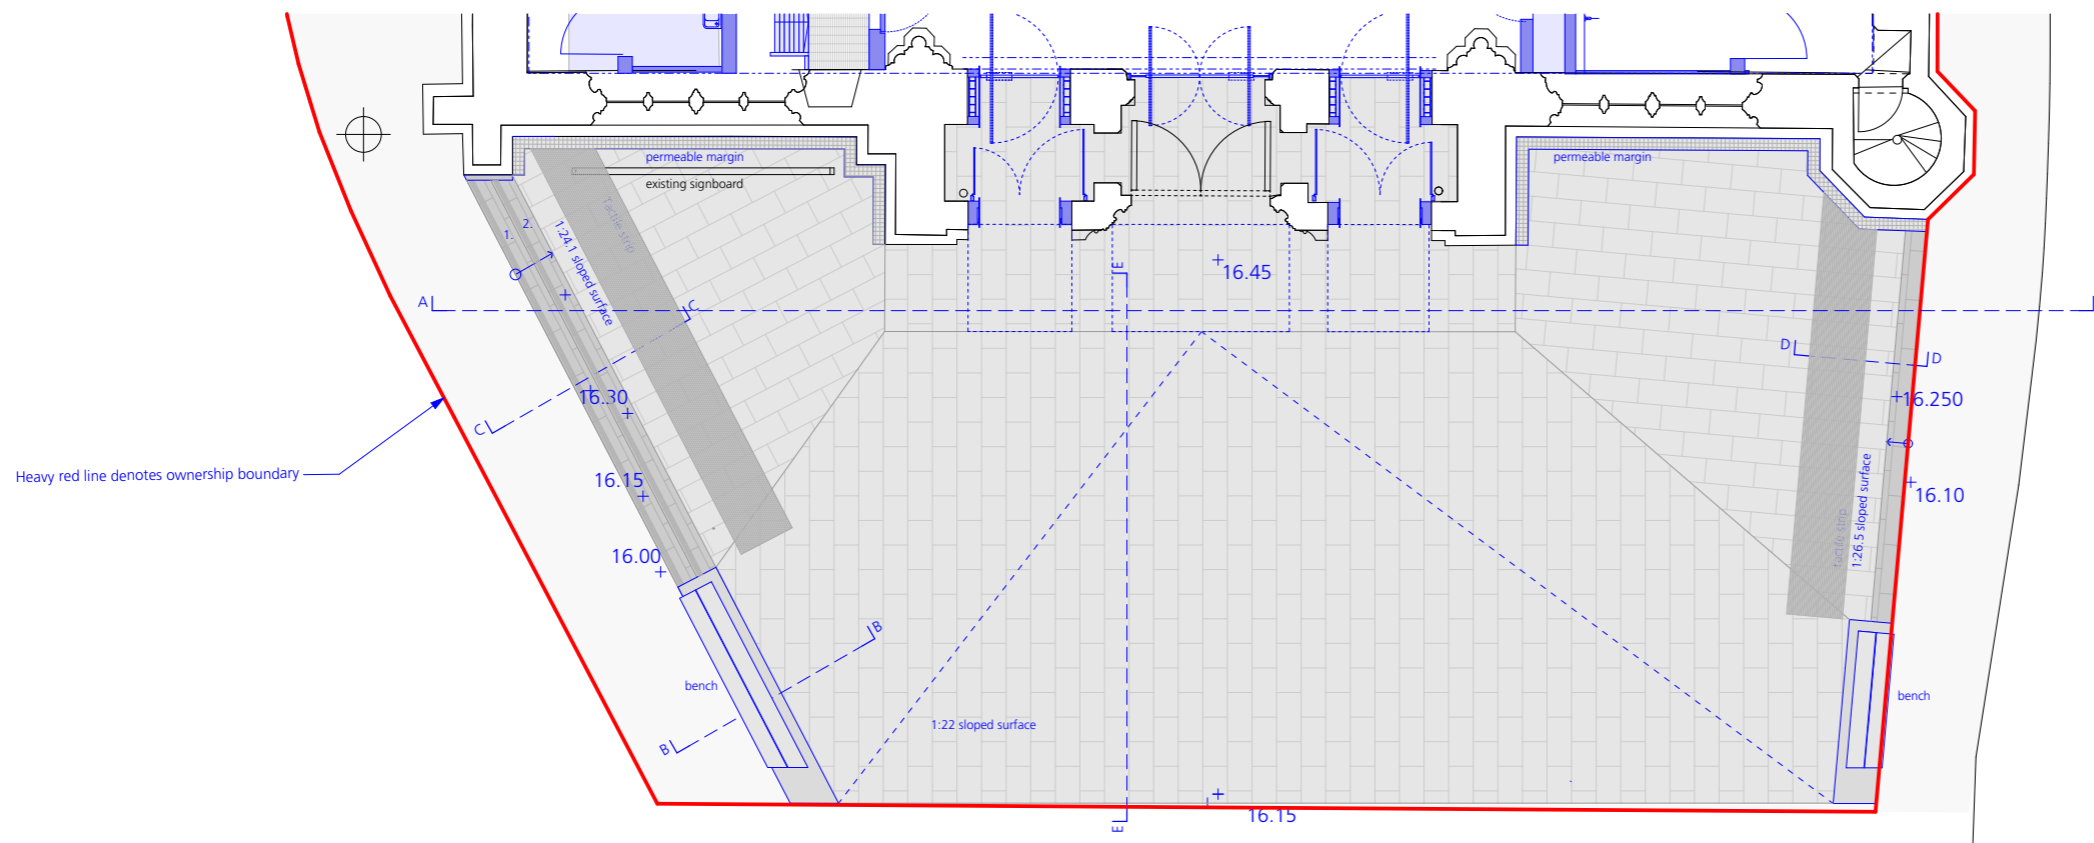 permeable margin
existing signboard
permeable margin
Tactile strip
1.
2.
1:24.1 sloped surface
E
16.45
A
C
C
16.30
D
D
16.250
Heavy red line denotes ownership boundary
16.15
16.10
tactile strip
1:26.5 sloped surface
16.00
B
bench
bench
B
1:22 sloped surface
E
16.15